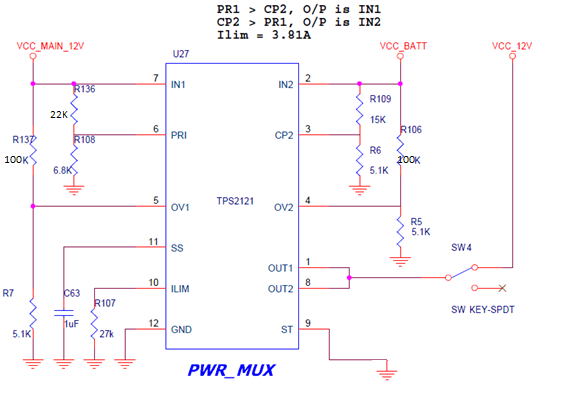 PR1 > CP2, O/P is IN1
CP2 > PR1, O/P is IN2
Ilim = 3.81A
VCC_MAIN_12V
VCC_BATT
VCC_12V
U27
7 IN1
IN2 2
R136
22K
R109
15K
6 PRI
CP2 3
R137
100K
R108
6.8K
R6
5.1K
R106
100K
5 OV1
TPS2121
OV2 4
R5
5.1K
11 SS
SW4
OUT1 1
10 ILIM
OUT2 8
R7
5.1K
C63
1uF
R107
27k
SW KEY-SPDT
12 GND
ST 9
PWR_MUX